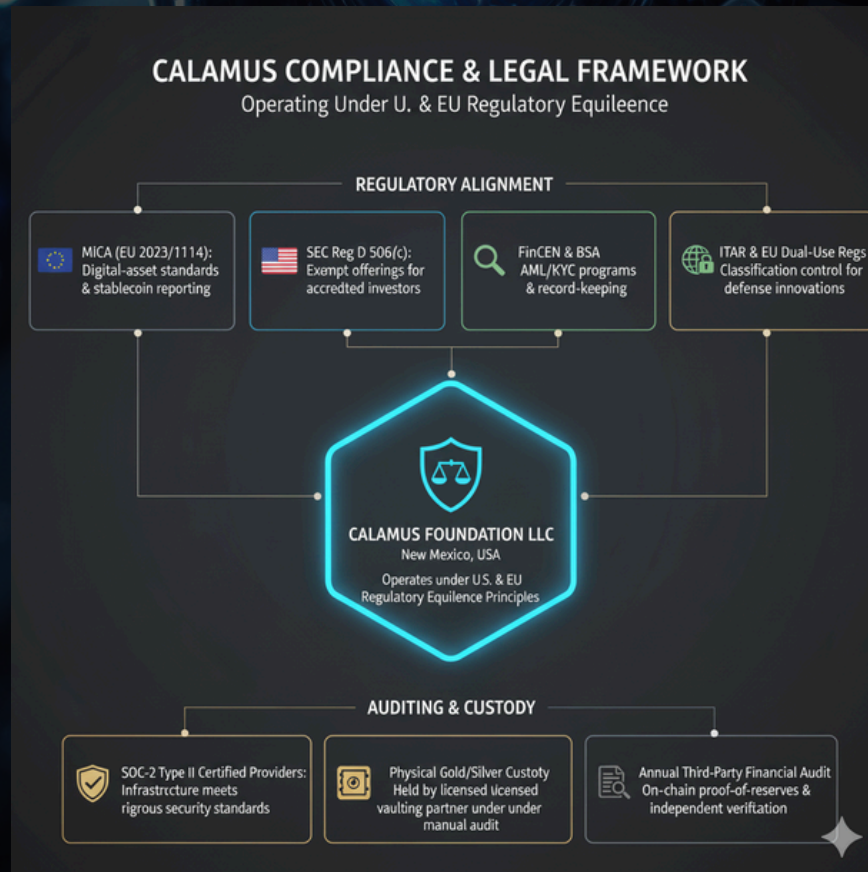 CALAMUS COMPLIANCE & LEGAL FRAMEWORK
Operating Under U. & EU Regulatory Equileence
REGULATORY ALIGNMENT
MiCA (EU 2023/1114):
Digital-asset standards
& stablecoin reporting
SEC Reg D 506(c):
Exempt offerings for
accredted investors
FinCEN & BSA
AML/KYC programs
& record-keeping
ITAR & EU Dual-Use Regs
Classification control for
defense innovations
CALAMUS FOUNDATION LLC
New Mexico, USA
Operates under U.S. & EU
Regulatory Equilence Principles
AUDITING & CUSTODY
SOC-2 Type II Certified Providers:
Infrastrccture meets
rigrous security standards
Physical Gold/Silver Custoty
Held by licensed licensed
vaulting partner under under
manual audit
Annual Third-Party Financial Audit
On-chain proof-of-reserves &
independent veriftation